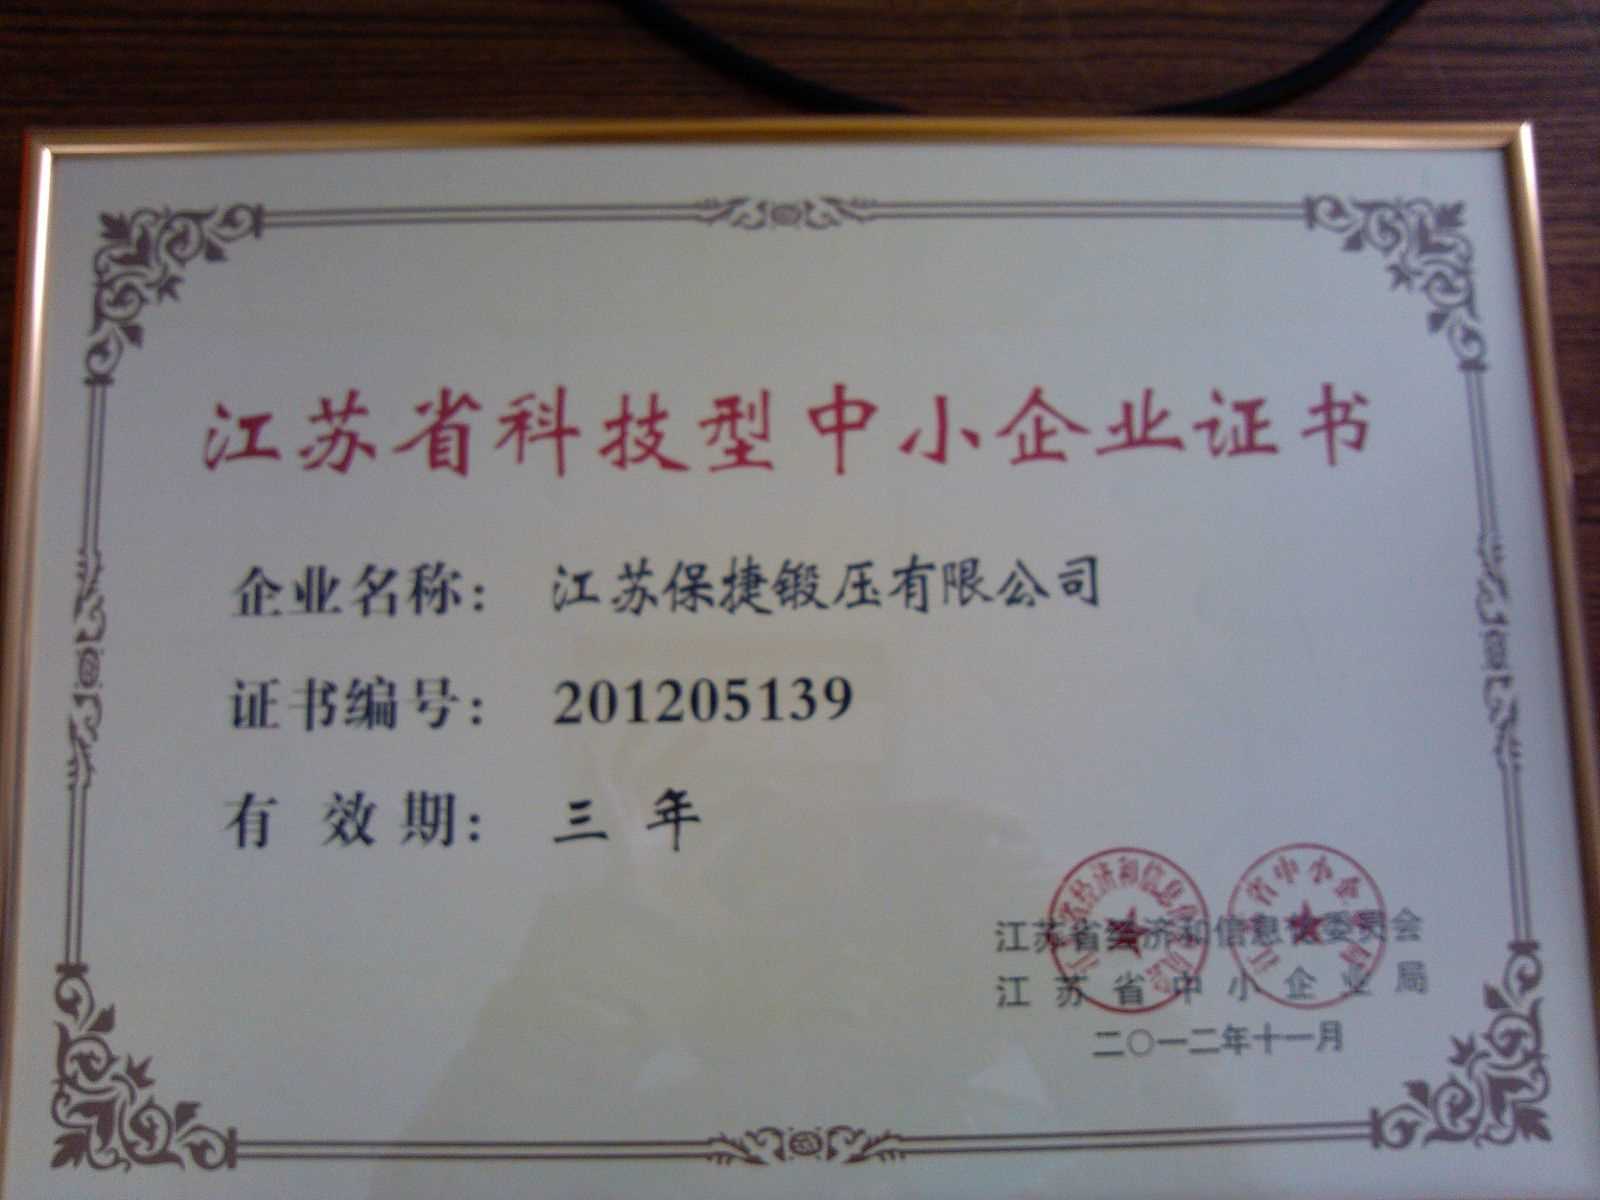 江苏省科技型中小企业证书
企业名称： 江苏保捷锻压有限公司
证书编号： 201205139
有 效 期： 三 年
江苏省经济和信息化委员会
江苏省中小企业局
二〇一二年十一月